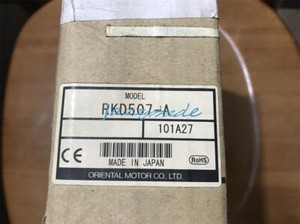 MODEL
RKD507-A
101A27
CE
MADE IN JAPAN
RoHS
ORIENTAL MOTOR CO., LTD.